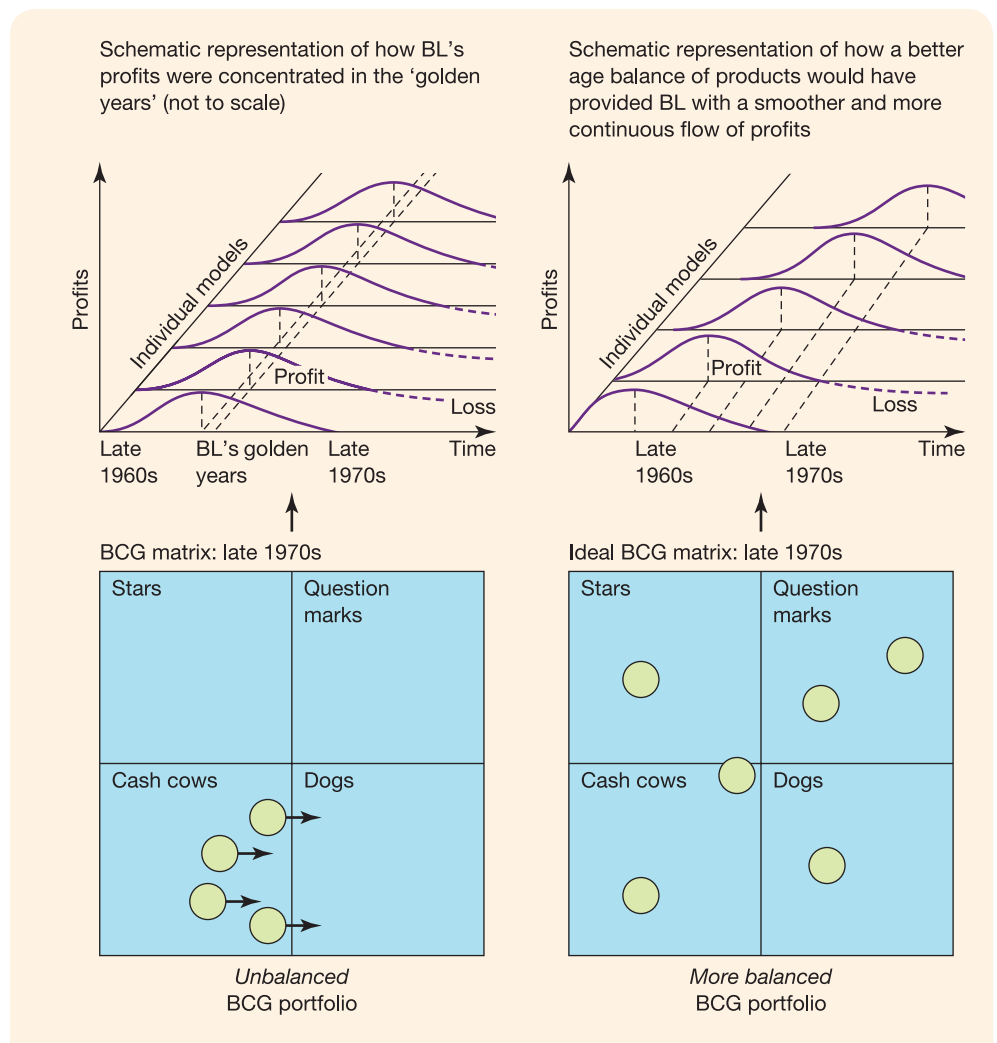 Schematic representation of how BL's
profits were concentrated in the 'golden
years' (not to scale)
Profits
Individual models
Profit
Loss
Late
1960s
BL's golden
years
Late
1970s
Time
BCG matrix: late 1970s
Stars
Question
marks
Cash cows
Dogs
Unbalanced
BCG portfolio
Schematic representation of how a better
age balance of products would have
provided BL with a smoother and more
continuous flow of profits
Profits
Individual models
Profit
Loss
Late
1960s
Late
1970s
Time
Ideal BCG matrix: late 1970s
Stars
Question
marks
Cash cows
Dogs
More balanced
BCG portfolio